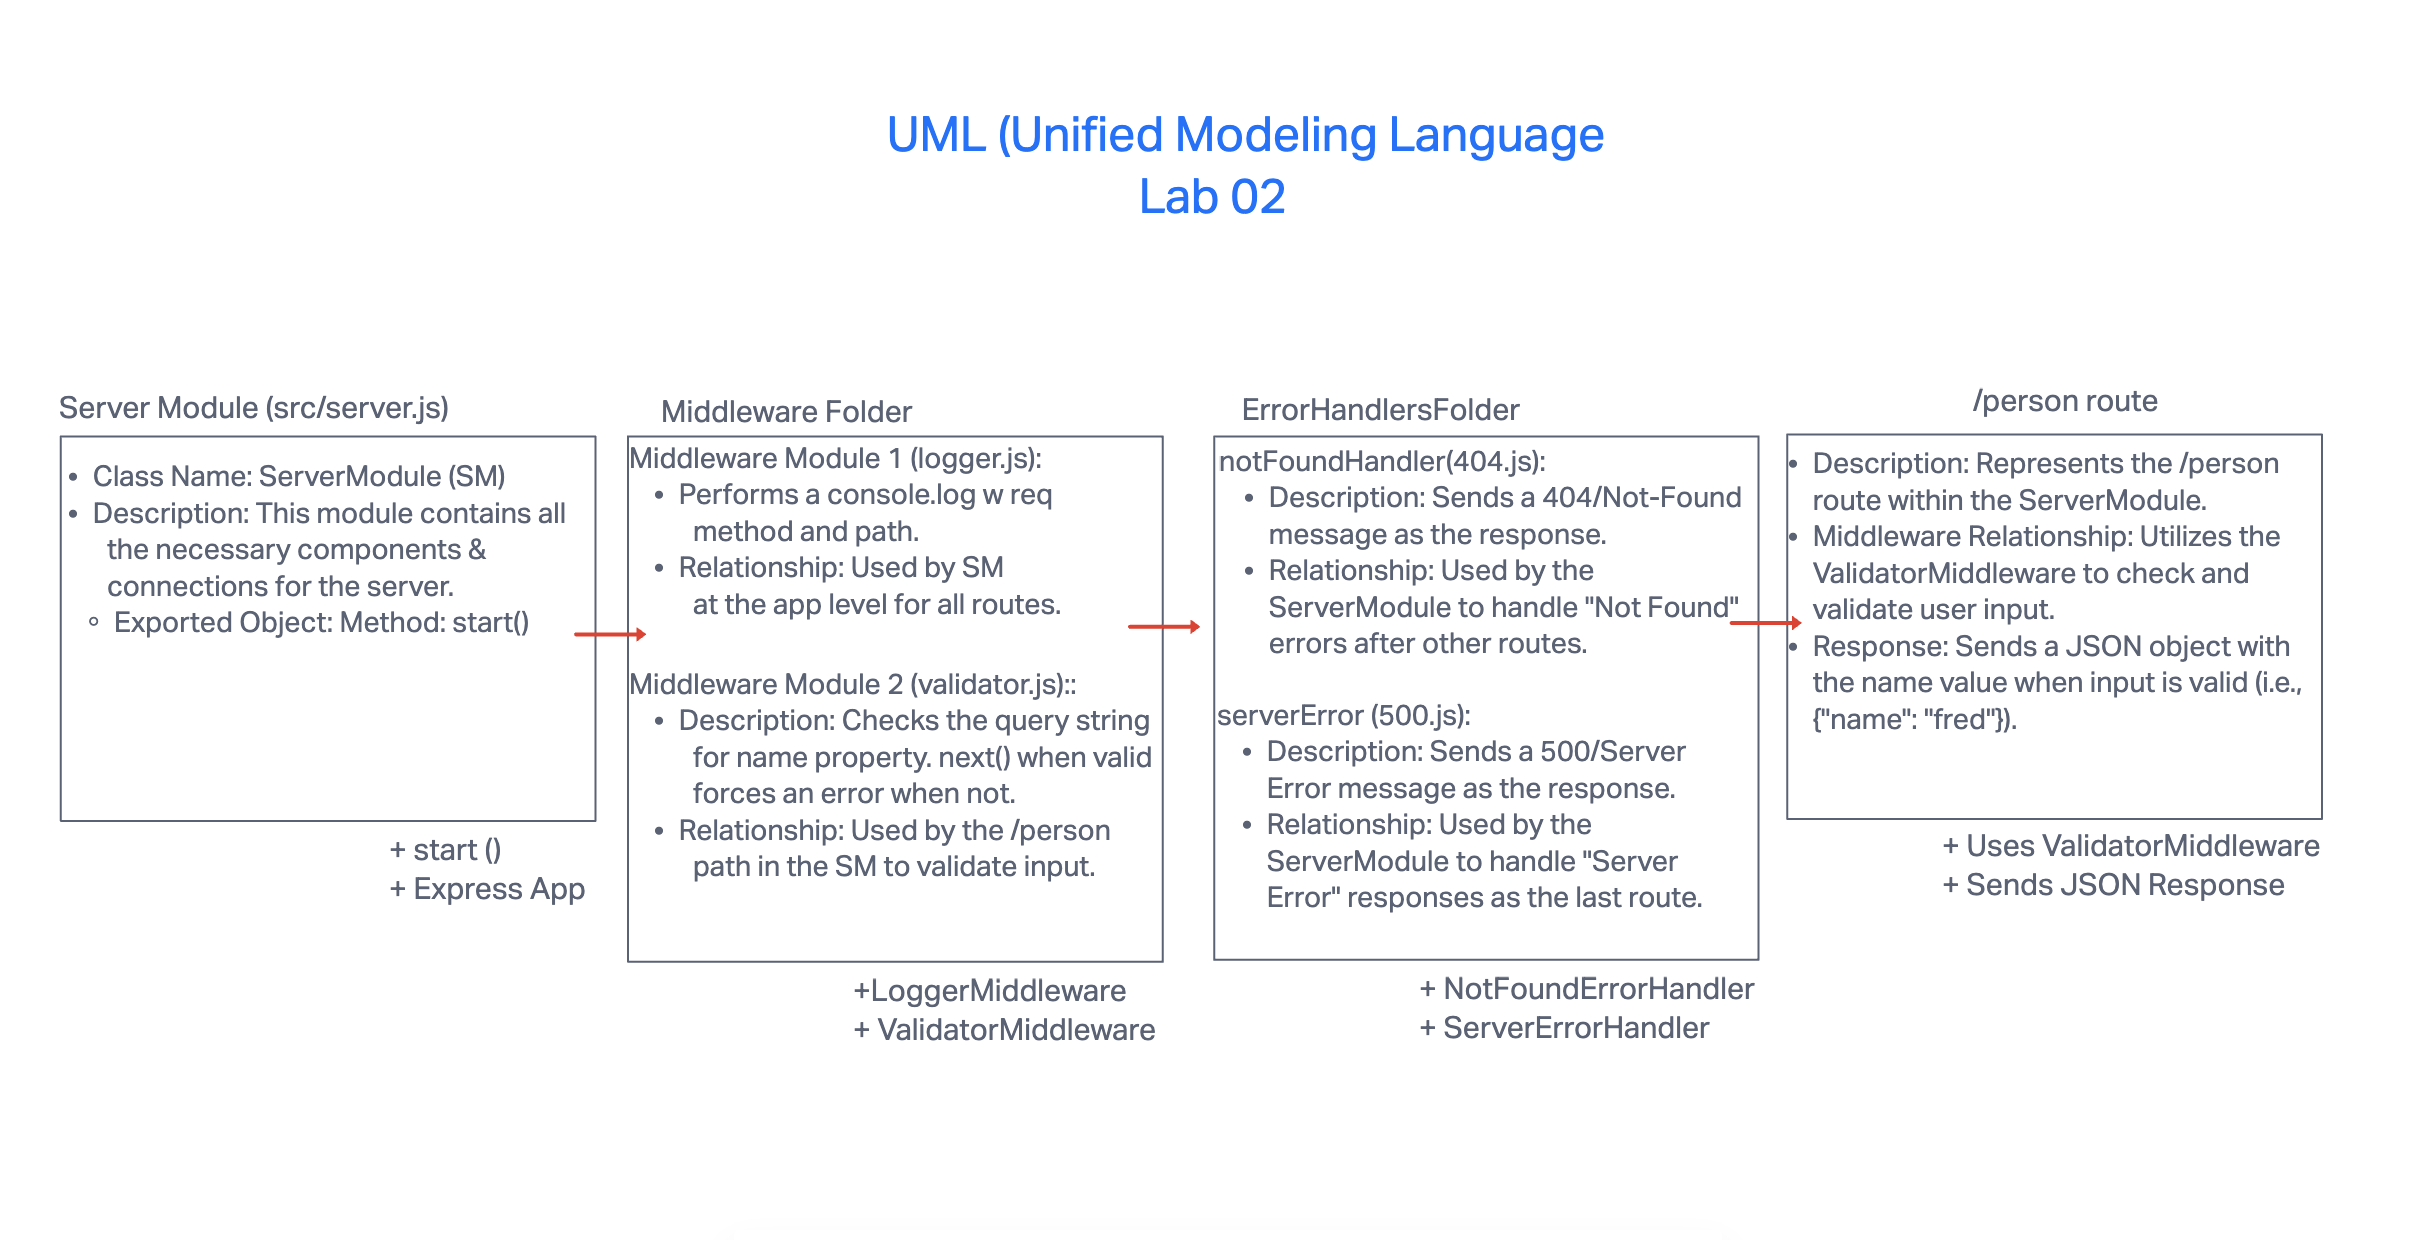 UML (Unified Modeling Language
Lab 02
Server Module (src/server.js)
• Class Name: ServerModule (SM)
• Description: This module contains all
the necessary components &
connections for the server.
◦ Exported Object: Method: start()
+ start ()
+ Express App
Middleware Folder
Middleware Module 1 (logger.js):
• Performs a console.log w req
method and path.
• Relationship: Used by SM
at the app level for all routes.
Middleware Module 2 (validator.js)::
• Description: Checks the query string
for name property. next() when valid
forces an error when not.
• Relationship: Used by the /person
path in the SM to validate input.
+LoggerMiddleware
+ ValidatorMiddleware
ErrorHandlersFolder
notFoundHandler(404.js):
• Description: Sends a 404/Not-Found
message as the response.
• Relationship: Used by the
ServerModule to handle "Not Found"
errors after other routes.
serverError (500.js):
• Description: Sends a 500/Server
Error message as the response.
• Relationship: Used by the
ServerModule to handle "Server
Error" responses as the last route.
+ NotFoundErrorHandler
+ ServerErrorHandler
/person route
• Description: Represents the /person
route within the ServerModule.
• Middleware Relationship: Utilizes the
ValidatorMiddleware to check and
validate user input.
• Response: Sends a JSON object with
the name value when input is valid (i.e.,
{"name": "fred"}).
+ Uses ValidatorMiddleware
+ Sends JSON Response